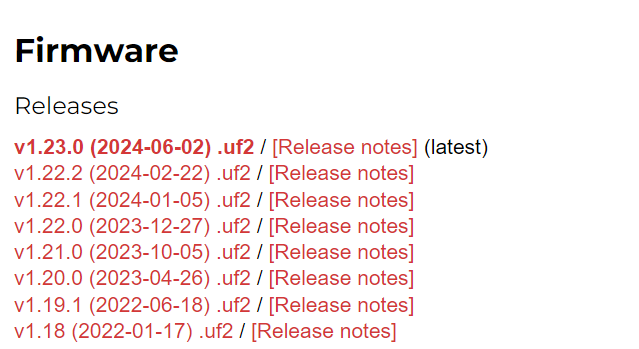 Firmware
Releases
v1.23.0 (2024-06-02) .uf2 / [Release notes] (latest)
v1.22.2 (2024-02-22) .uf2 / [Release notes]
v1.22.1 (2024-01-05) .uf2 / [Release notes]
v1.22.0 (2023-12-27) .uf2 / [Release notes]
v1.21.0 (2023-10-05) .uf2 / [Release notes]
v1.20.0 (2023-04-26) .uf2 / [Release notes]
v1.19.1 (2022-06-18) .uf2 / [Release notes]
v1.18 (2022-01-17) .uf2 / [Release notes]